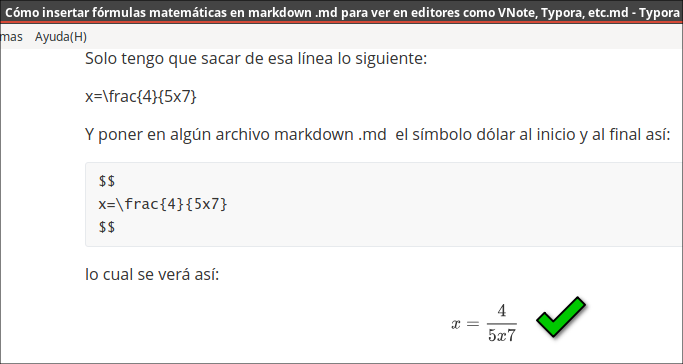 Cómo insertar fórmulas matemáticas en markdown .md para ver en editores como VNote, Typora, etc.md - Typora
mas Ayuda(H)
Solo tengo que sacar de esa línea lo siguiente:
x=\frac{4}{5x7}
Y poner en algún archivo markdown .md el símbolo dólar al inicio y al final así:
$$
x=\frac{4}{5x7}
$$
lo cual se verá así:
x = 4
5x7